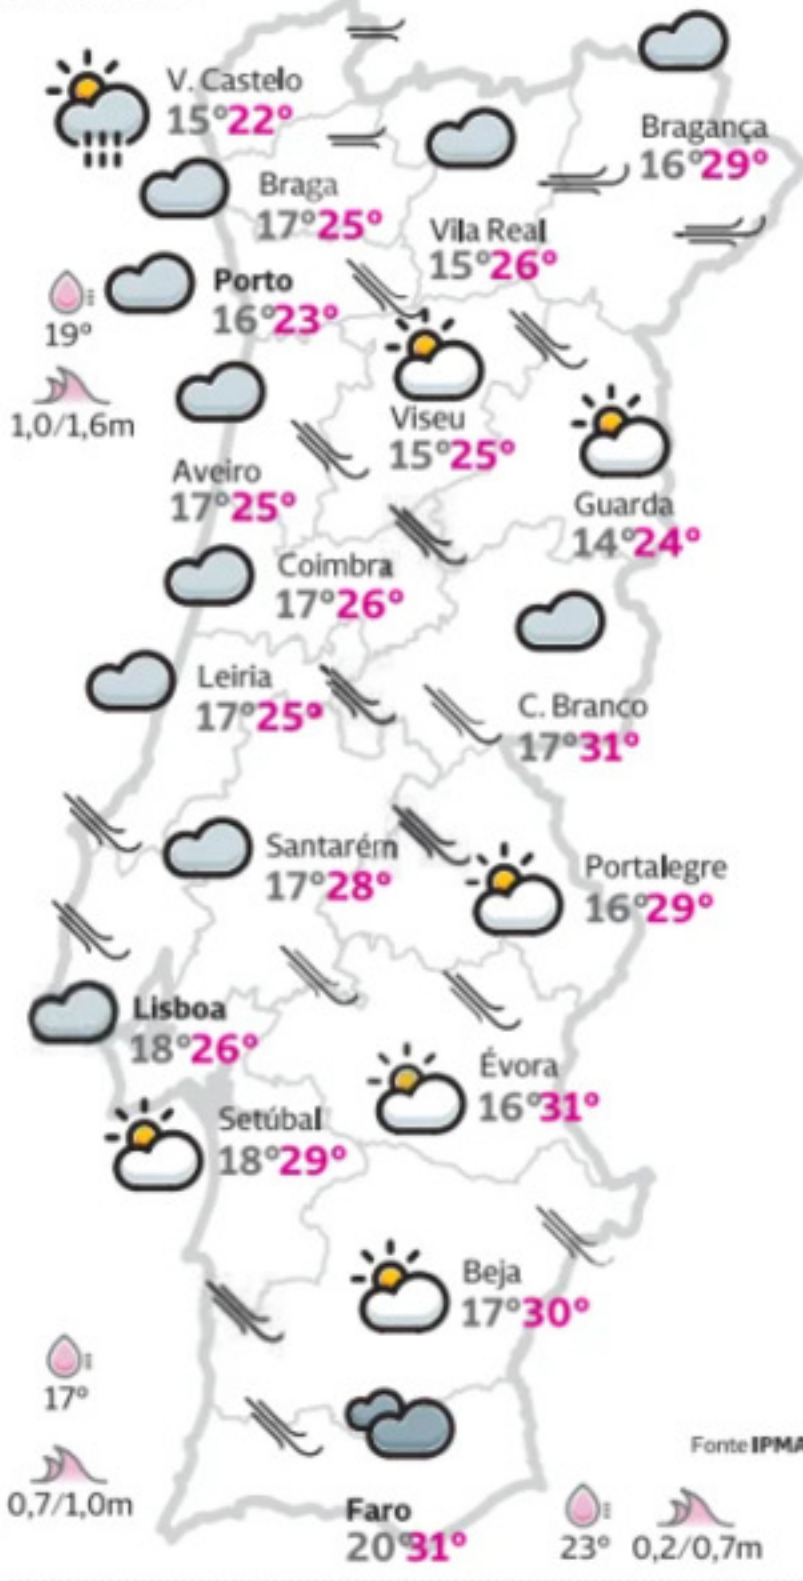 V. Castelo
15° 22°
Bragança
16° 29°
Braga
17° 25°
Vila Real
15° 26°
Porto
16° 23°
19°
1,0/1,6m
Viseu
15° 25°
Aveiro
17° 25°
Guarda
14° 24°
Coimbra
17° 26°
Leiria
17° 25°
C. Branco
17° 31°
Santarém
17° 28°
Portalegre
16° 29°
Lisboa
18° 26°
Évora
16° 31°
Setúbal
18° 29°
Beja
17° 30°
17°
0,7/1,0m
Fonte IPMA
Faro
20° 31°
23° 0,2/0,7m